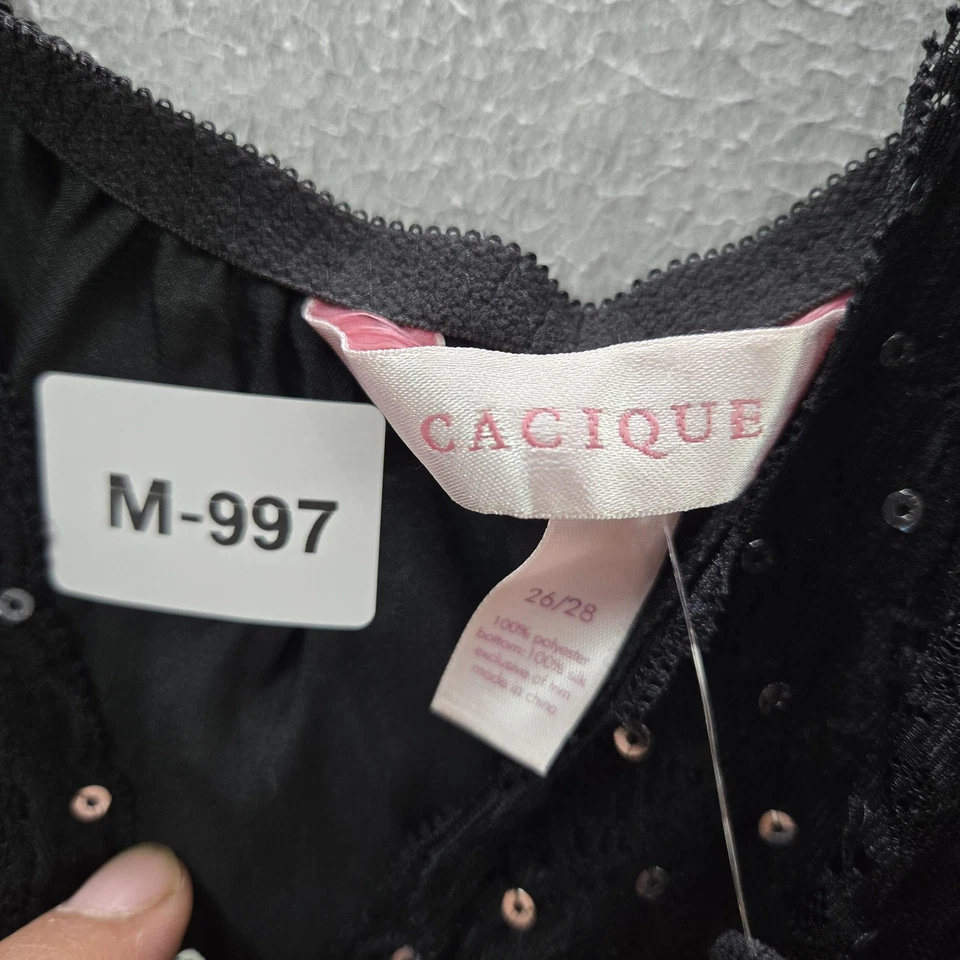 CACIQUE
M-997
26/28
100% polyester
bottom: 100% silk
exclusive of trim
made in china